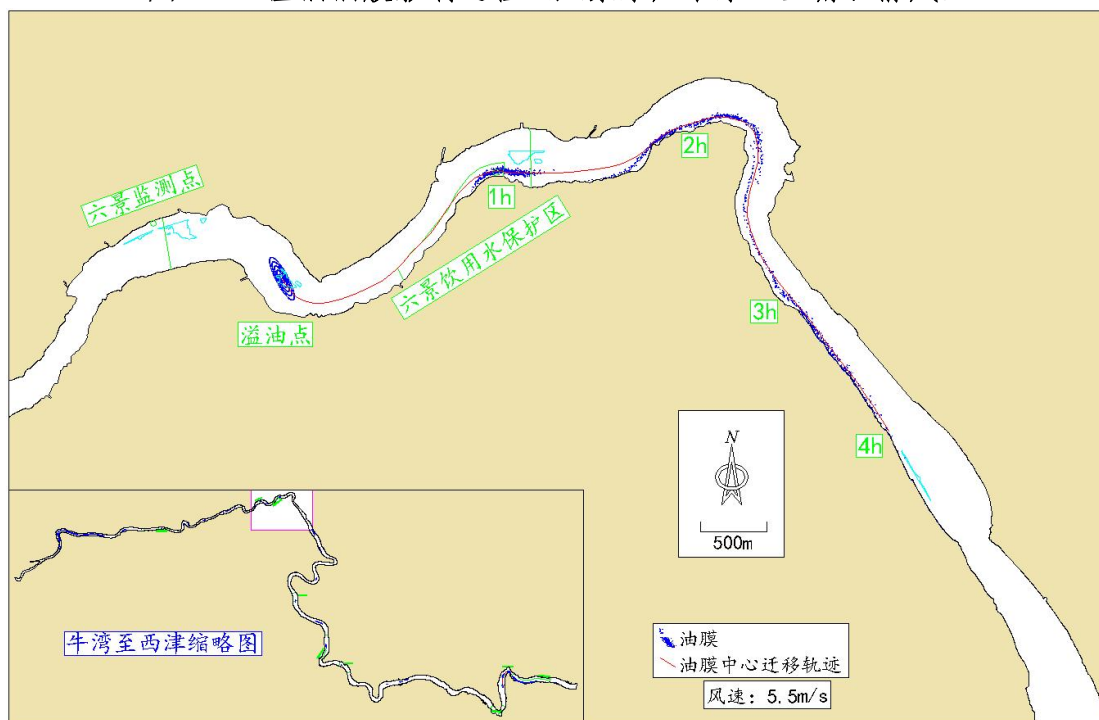 六景监测点
溢油点
1h
六景饮用水保护区
2h
3h
4h
N
500m
牛湾至西津缩略图
油膜
油膜中心迁移轨迹
风速：5.5m/s